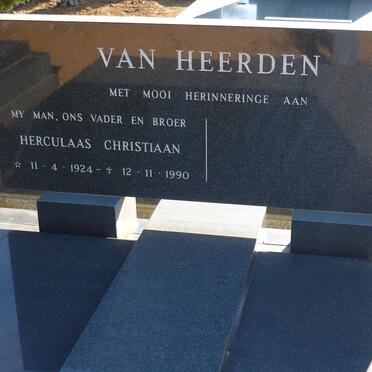 VAN HEERDEN
MET MOOI HERINNERINGE AAN
MY MAN, ONS VADER EN BROER
HERCULAAS CHRISTIAAN
☆ 11 · 4 · 1924 - ✝ 12 · 11 · 1990